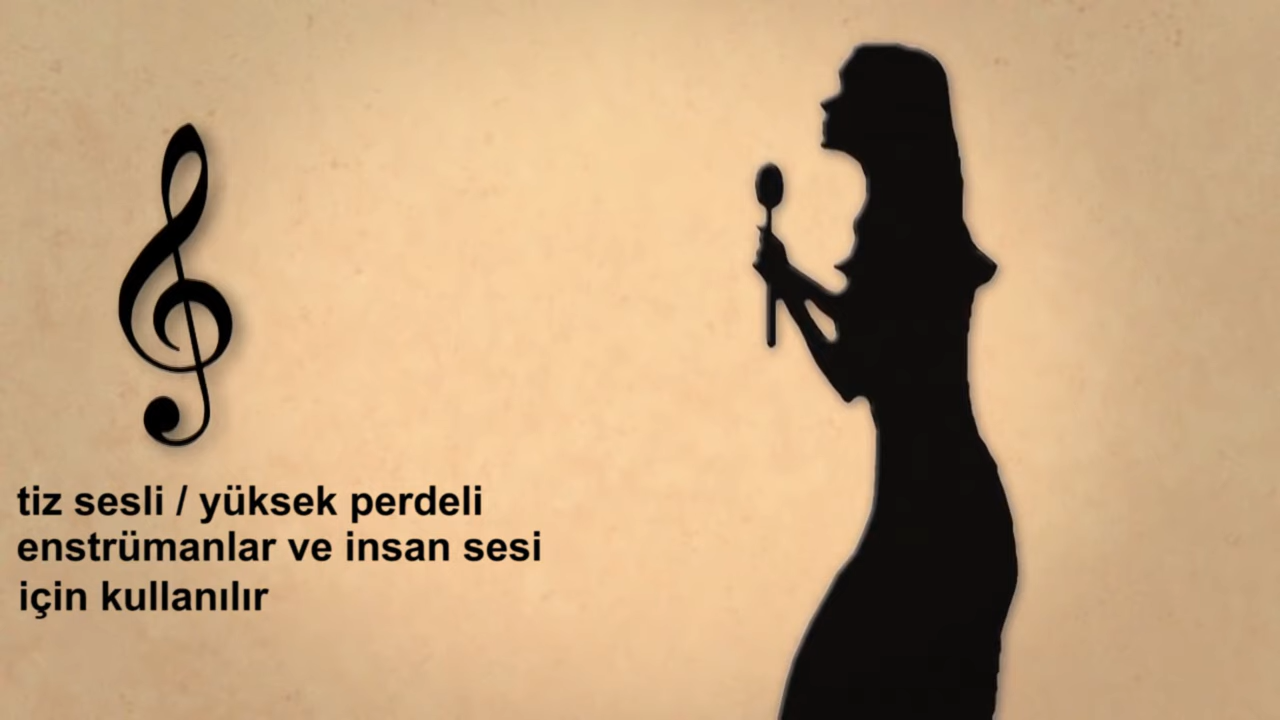 tiz sesli / yüksek perdeli
enstrümanlar ve insan sesi
için kullanılır